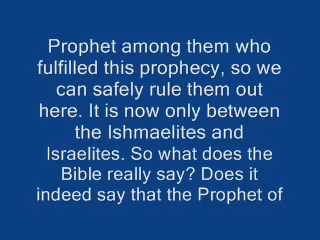 Prophet among them who
fulfilled this prophecy, so we
can safely rule them out
here. It is now only between
the Ishmaelites and
Israelites. So what does the
Bible really say? Does it
indeed say that the Prophet of